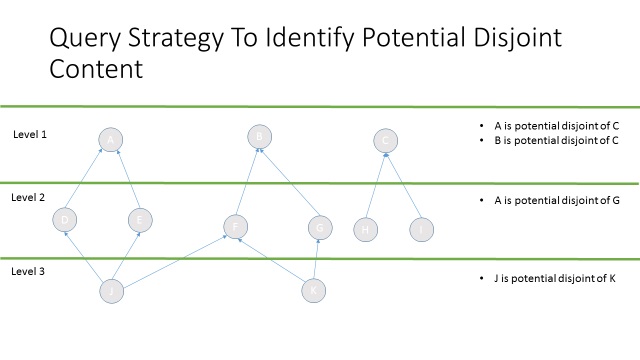 Query Strategy To Identify Potential Disjoint
Content
Level 1
A
B
C
• A is potential disjoint of C
• B is potential disjoint of C
Level 2
D
E
F
G
H
I
• A is potential disjoint of G
Level 3
J
K
• J is potential disjoint of K